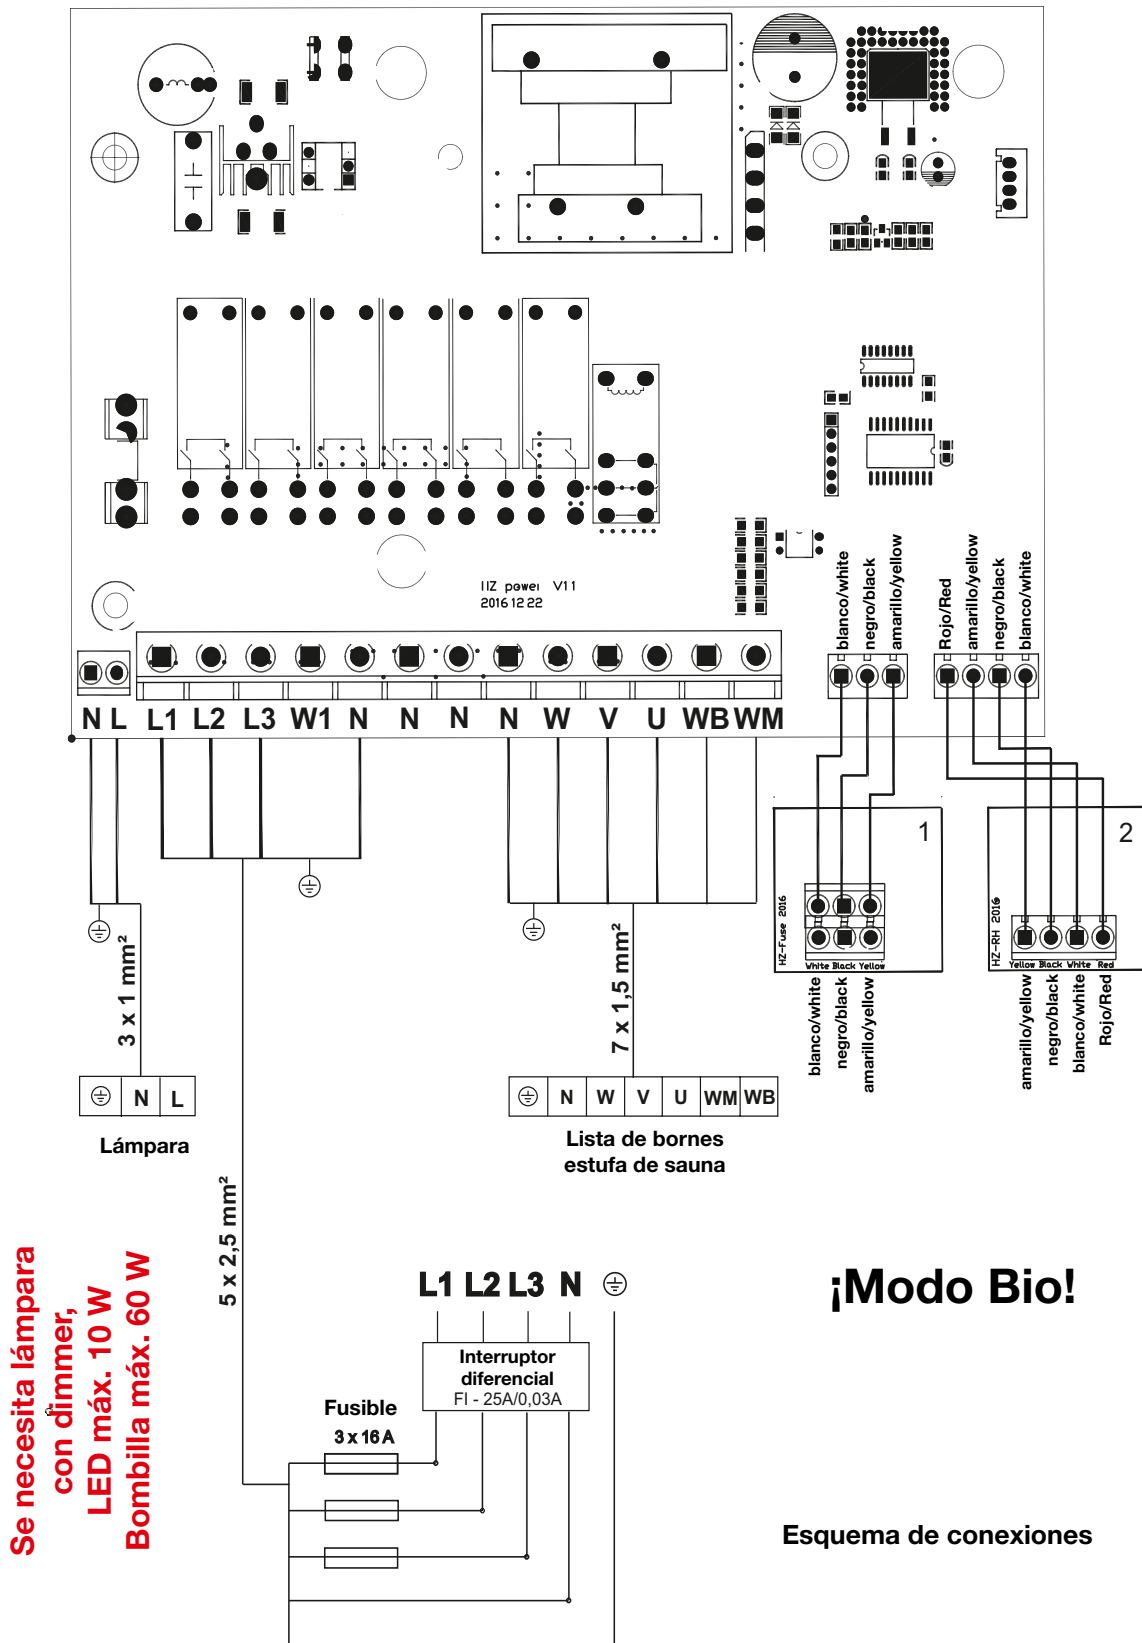 IIZ power V11
2016 12 22
blanco/white
negro/black
amarillo/yellow
Rojo/Red
amarillo/yellow
negro/black
blanco/white
N L L1 L2 L3 W1 N N N N W V U WB WM
1
2
HZ-Fuse 2016
White Black Yellow
blanco/white
negro/black
amarillo/yellow
HZ-RH 2016
Yellow Black White Red
amarillo/yellow
negro/black
blanco/white
Rojo/Red
3 x 1 mm²
7 x 1,5 mm²
N L
Lámpara
N W V U WM WB
Lista de bornes
estufa de sauna
5 x 2,5 mm²
Se necesita lámpara
con dimmer,
LED máx. 10 W
Bombilla máx. 60 W
L1 L2 L3 N
¡Modo Bio!
Interruptor
diferencial
FI - 25A/0,03A
Fusible
3 x 16 A
Esquema de conexiones